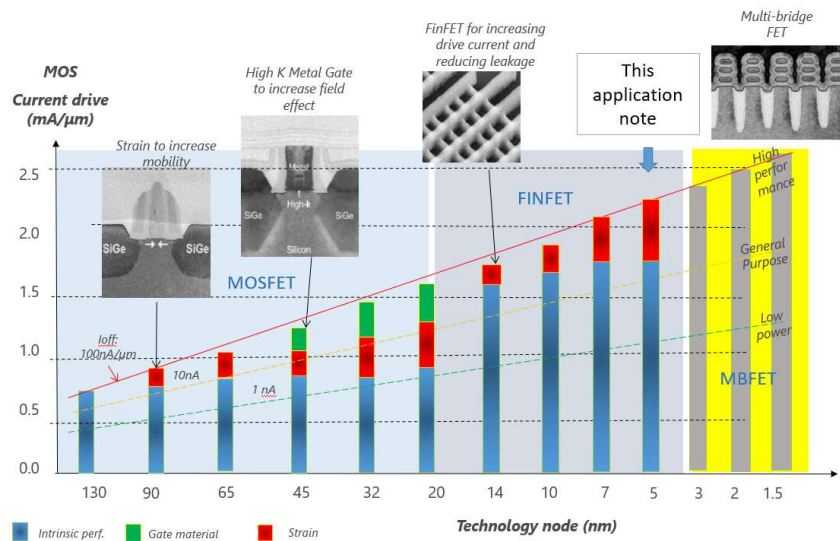 MOS
Current drive
(mA/µm)
Strain to increase
mobility
High K Metal Gate
to increase field
effect
FinFET for increasing
drive current and
reducing leakage
This
application
note
Multi-bridge
FET
2.5
2.0
1.5
1.0
0.5
0.0
SiGe
SiGe
Metal
High-k
SiGe
SiGe
Silicon
MOSFET
FINFET
MBFET
High
perfor
mance
General
Purpose
Low
power
Ioff:
100nA/µm
10nA
1 nA
130
90
65
45
32
20
14
10
7
5
3
2
1.5
Technology node (nm)
Intrinsic perf.
Gate material
Strain